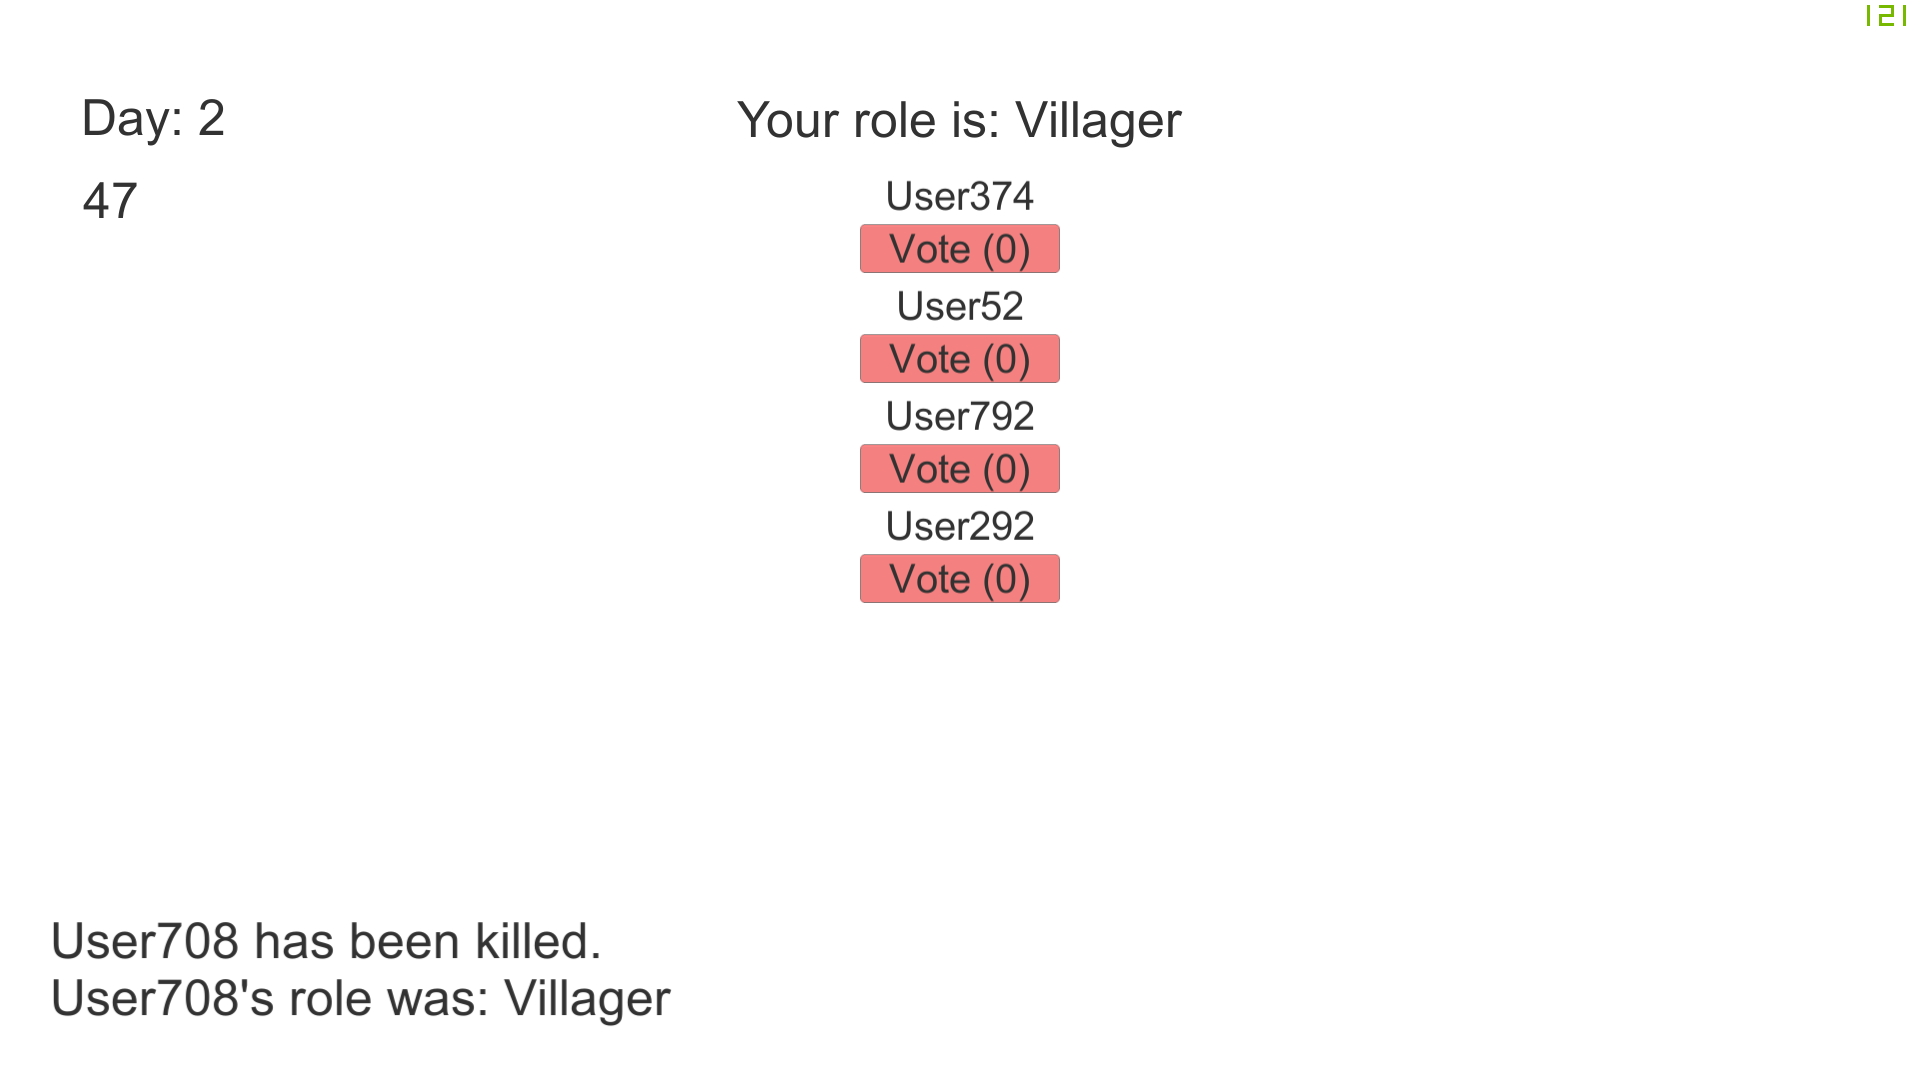 121
Day: 2
Your role is: Villager
47
User374
Vote (0)
User52
Vote (0)
User792
Vote (0)
User292
Vote (0)
User708 has been killed.
User708's role was: Villager